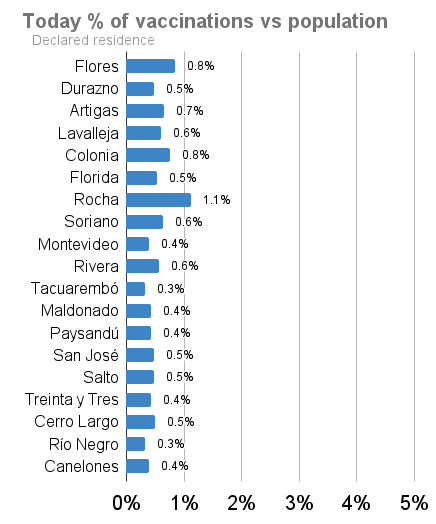 Today % of vaccinations vs population
Declared residence
Flores 0.8%
Durazno 0.5%
Artigas 0.7%
Lavalleja 0.6%
Colonia 0.8%
Florida 0.5%
Rocha 1.1%
Soriano 0.6%
Montevideo 0.4%
Rivera 0.6%
Tacuarembó 0.3%
Maldonado 0.4%
Paysandú 0.4%
San José 0.5%
Salto 0.5%
Treinta y Tres 0.4%
Cerro Largo 0.5%
Río Negro 0.3%
Canelones 0.4%
0% 1% 2% 3% 4% 5%